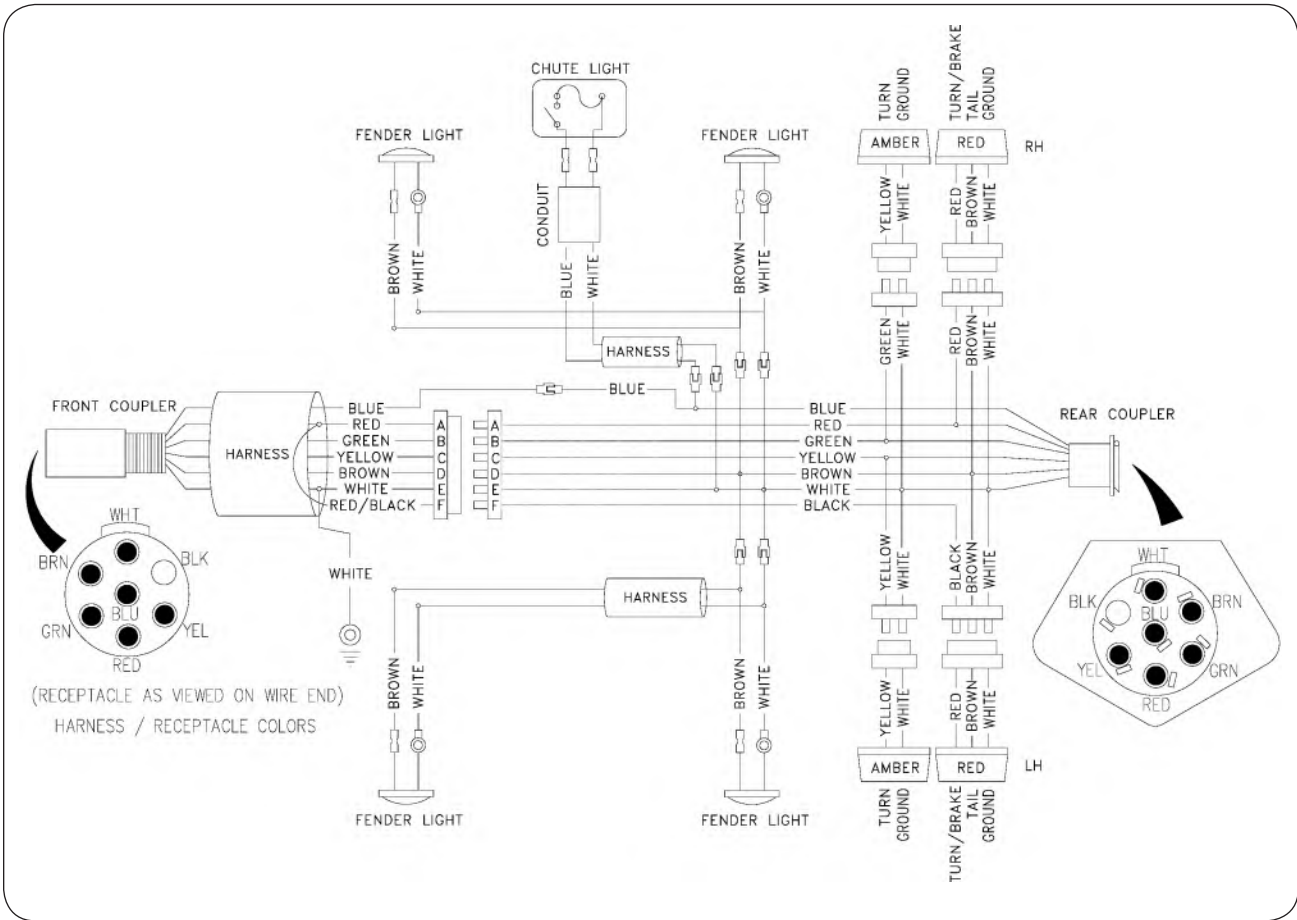 TURN
GROUND
TURN/BRAKE
TAIL
GROUND
CHUTE LIGHT
FENDER LIGHT
FENDER LIGHT
AMBER
RED
RH
YELLOW
WHITE
RED
BROWN
WHITE
CONDUIT
BROWN
WHITE
BLUE
WHITE
BROWN
WHITE
GREEN
WHITE
RED
BROWN
WHITE
HARNESS
BLUE
FRONT COUPLER
HARNESS
BLUE
RED
GREEN
YELLOW
BROWN
WHITE
RED/BLACK
A
B
C
D
E
F
A
B
C
D
E
F
BLUE
RED
GREEN
YELLOW
BROWN
WHITE
BLACK
REAR COUPLER
WHT
BRN
BLK
BLU
GRN
YEL
RED
(RECEPTACLE AS VIEWED ON WIRE END)
HARNESS / RECEPTACLE COLORS
WHITE
HARNESS
YELLOW
WHITE
BLACK
BROWN
WHITE
WHT
BLK
BRN
BLU
YEL
GRN
RED
BROWN
WHITE
BROWN
WHITE
YELLOW
WHITE
RED
BROWN
WHITE
AMBER
RED
LH
FENDER LIGHT
FENDER LIGHT
TURN
GROUND
TURN/BRAKE
TAIL
GROUND